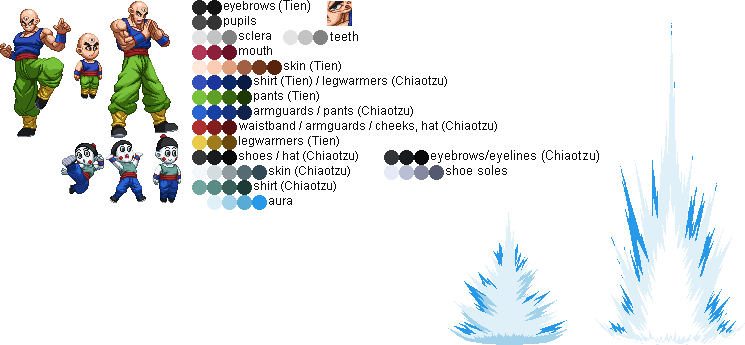 eyebrows (Tien)
pupils
sclera teeth
mouth
skin (Tien)
shirt (Tien) / legwarmers (Chiaotzu)
pants (Tien)
armguards / pants (Chiaotzu)
waistband / armguards / cheeks, hat (Chiaotzu)
legwarmers (Tien)
shoes / hat (Chiaotzu) eyebrows/eyelines (Chiaotzu)
skin (Chiaotzu) shoe soles
shirt (Chiaotzu)
aura